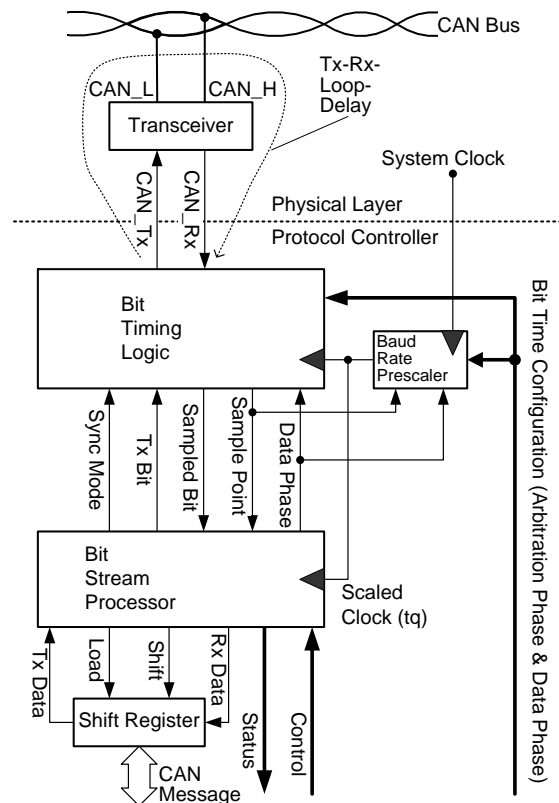 CAN Bus
CAN_L
CAN_H
Tx-Rx-
Loop-
Delay
Transceiver
System Clock
CAN_Tx
CAN_Rx
Physical Layer
Protocol Controller
Bit
Timing
Logic
Baud
Rate
Prescaler
Bit Time Configuration (Arbitration Phase & Data Phase)
Sync Mode
Tx Bit
Sampled Bit
Sample Point
Data Phase
Bit
Stream
Processor
Scaled
Clock (tq)
Tx Data
Load
Shift
Rx Data
Status
Control
Shift Register
CAN
Message